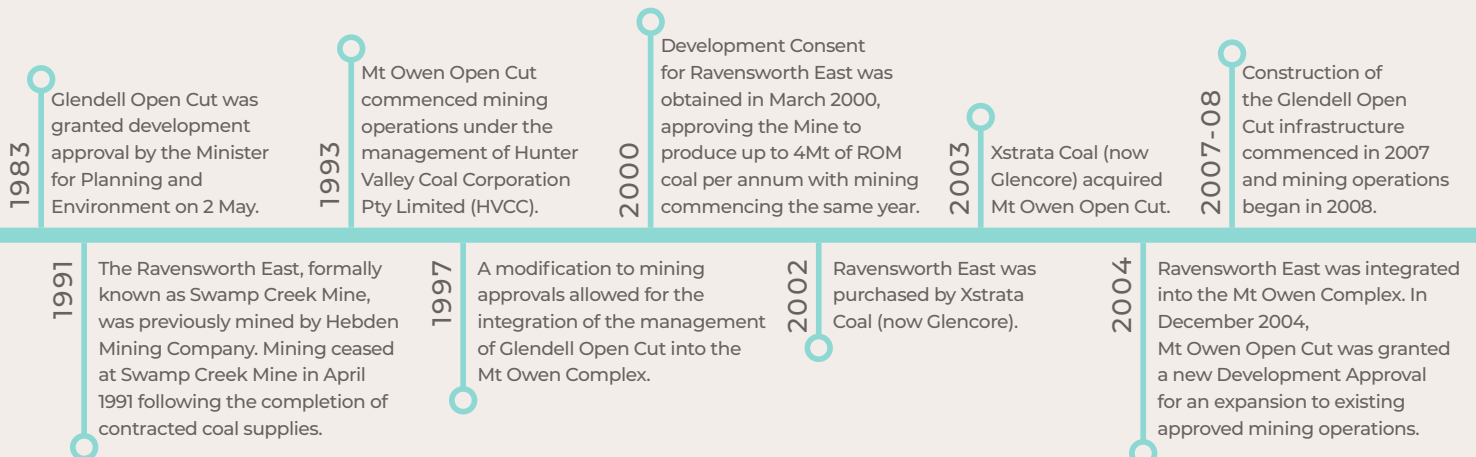 1983
Glendell Open Cut was
granted development
approval by the Minister
for Planning and
Environment on 2 May.
1991
The Ravensworth East, formally
known as Swamp Creek Mine,
was previously mined by Hebden
Mining Company. Mining ceased
at Swamp Creek Mine in April
1991 following the completion of
contracted coal supplies.
1993
Mt Owen Open Cut
commenced mining
operations under the
management of Hunter
Valley Coal Corporation
Pty Limited (HVCC).
1997
A modification to mining
approvals allowed for the
integration of the management
of Glendell Open Cut into the
Mt Owen Complex.
2000
Development Consent
for Ravensworth East was
obtained in March 2000,
approving the Mine to
produce up to 4Mt of ROM
coal per annum with mining
commencing the same year.
2002
Ravensworth East was
purchased by Xstrata
Coal (now Glencore).
2003
Xstrata Coal (now
Glencore) acquired
Mt Owen Open Cut.
2004
Ravensworth East was integrated
into the Mt Owen Complex. In
December 2004,
Mt Owen Open Cut was granted
a new Development Approval
for an expansion to existing
approved mining operations.
2007-08
Construction of
the Glendell Open
Cut infrastructure
commenced in 2007
and mining operations
began in 2008.